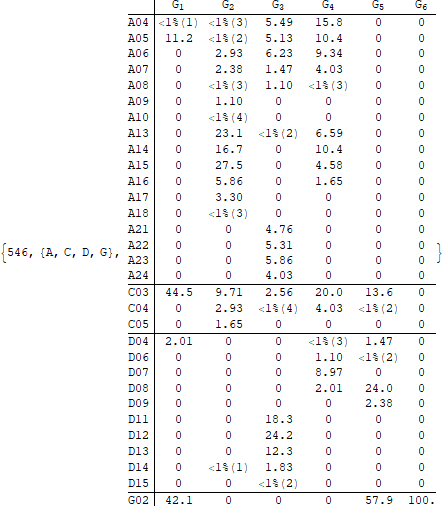 G1 G2 G3 G4 G5 G6
A04 <1%(1) <1%(3) 5.49 15.8 0 0
A05 11.2 <1%(2) 5.13 10.4 0 0
A06 0 2.93 6.23 9.34 0 0
A07 0 2.38 1.47 4.03 0 0
A08 0 <1%(3) 1.10 <1%(3) 0 0
A09 0 1.10 0 0 0 0
A10 0 <1%(4) 0 0 0 0
A13 0 23.1 <1%(2) 6.59 0 0
A14 0 16.7 0 10.4 0 0
A15 0 27.5 0 4.58 0 0
A16 0 5.86 0 1.65 0 0
A17 0 3.30 0 0 0 0
A18 0 <1%(3) 0 0 0 0
A21 0 0 4.76 0 0 0
{546, {A, C, D, G}, A22 0 0 5.31 0 0 0 }
A23 0 0 5.86 0 0 0
A24 0 0 4.03 0 0 0
C03 44.5 9.71 2.56 20.0 13.6 0
C04 0 2.93 <1%(4) 4.03 <1%(2) 0
C05 0 1.65 0 0 0 0
D04 2.01 0 0 <1%(3) 1.47 0
D06 0 0 0 1.10 <1%(2) 0
D07 0 0 0 8.97 0 0
D08 0 0 0 2.01 24.0 0
D09 0 0 0 0 2.38 0
D11 0 0 18.3 0 0 0
D12 0 0 24.2 0 0 0
D13 0 0 12.3 0 0 0
D14 0 <1%(1) 1.83 0 0 0
D15 0 0 <1%(2) 0 0 0
G02 42.1 0 0 0 57.9 100.